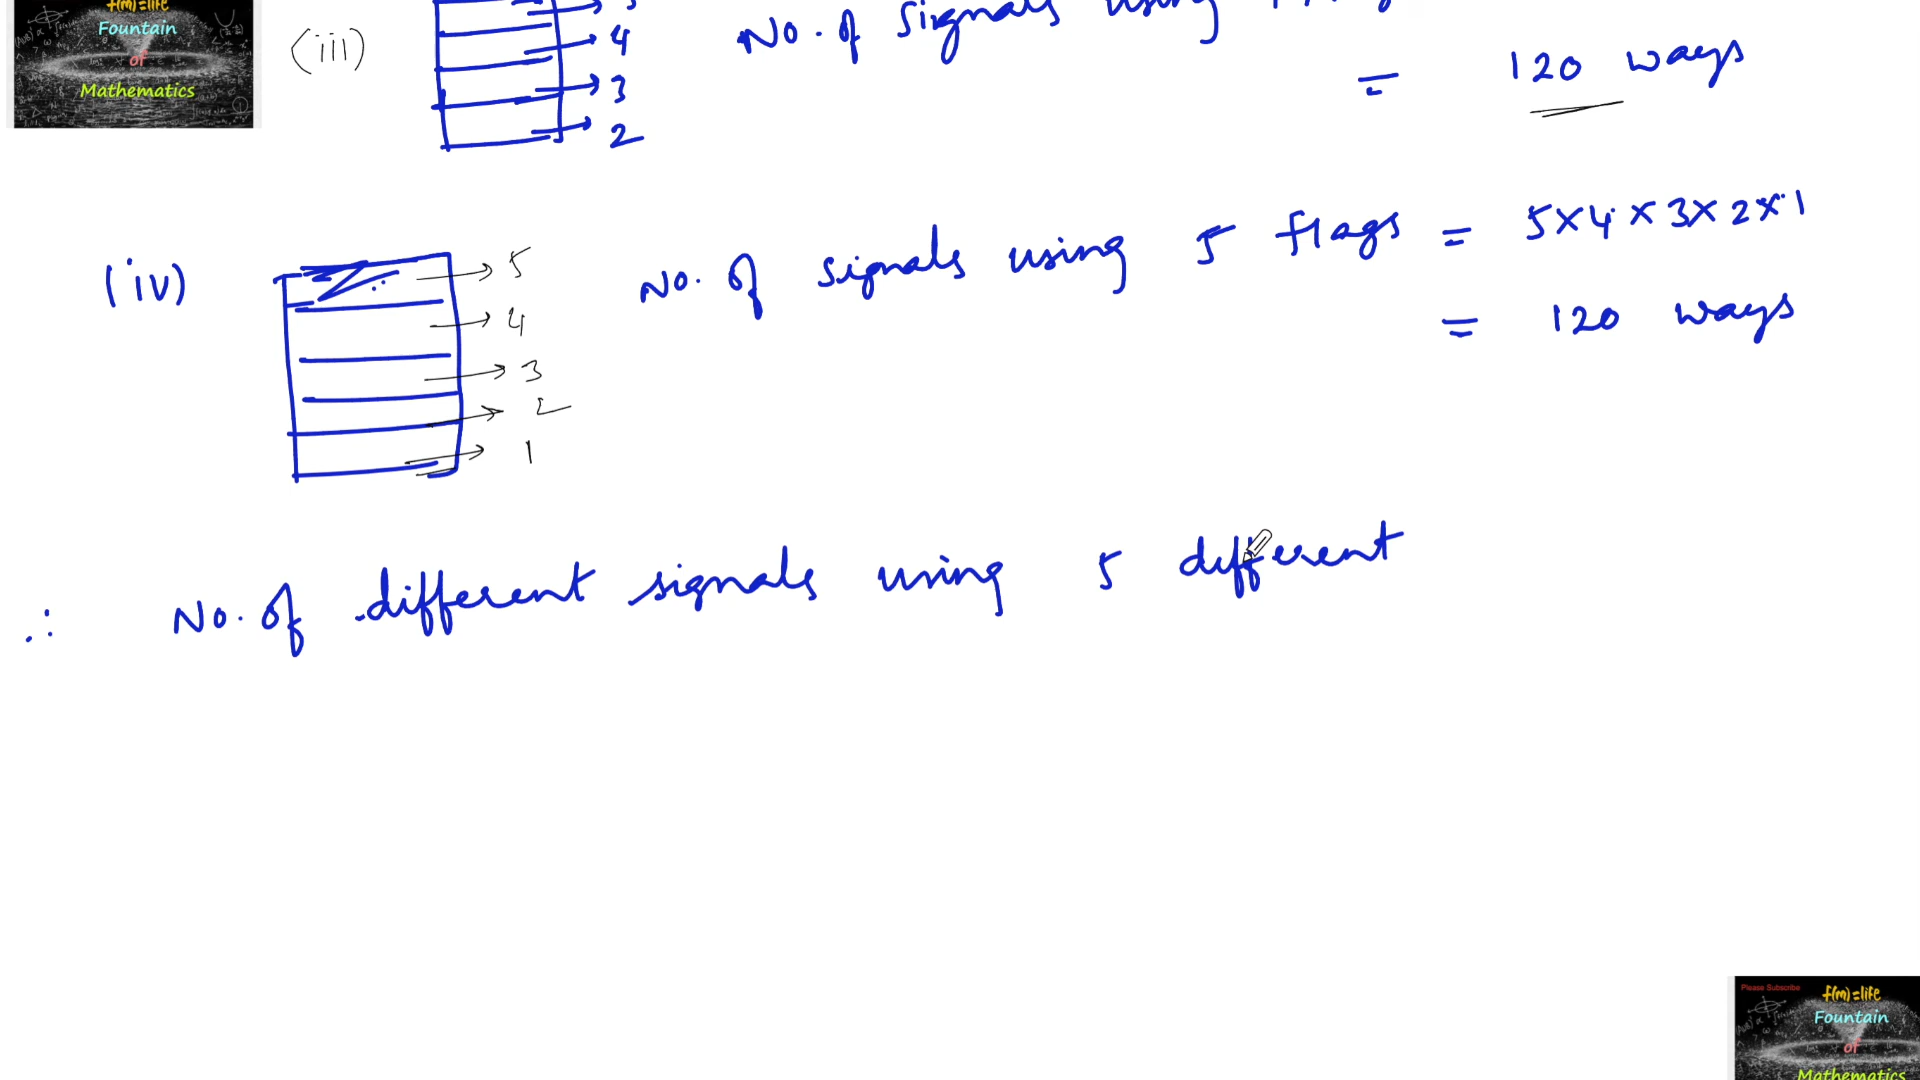 f(m)=life
Fountain
of
Mathematics
(iii)
4
3
2
No. of signals using
= 120 ways
(iv)
5
4
3
2
1
No. of signals using 5 flags = 5×4×3×2×1
= 120 ways
∴ No. of different signals using 5 different
Please Subscribe
f(m)=life
Fountain
of
Mathematics